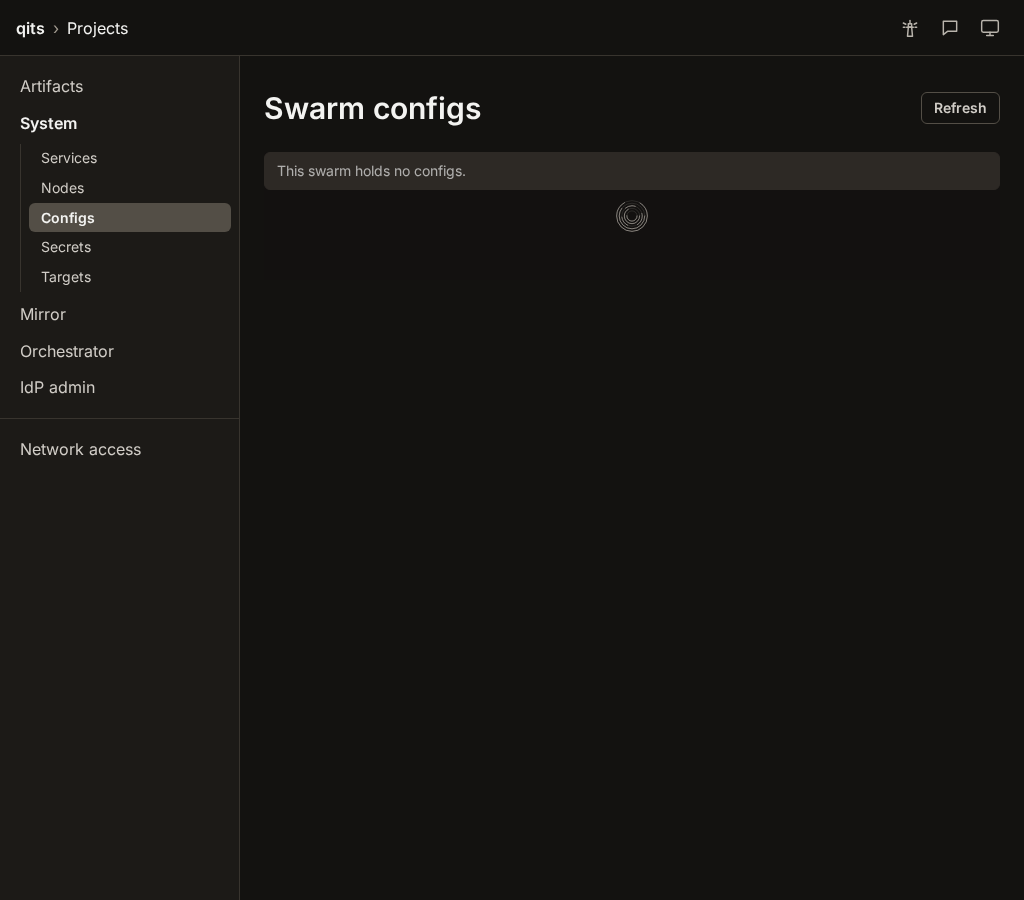 qits › Projects
Artifacts
System
Services
Nodes
Configs
Secrets
Targets
Mirror
Orchestrator
IdP admin
Network access
Swarm configs
Refresh
This swarm holds no configs.